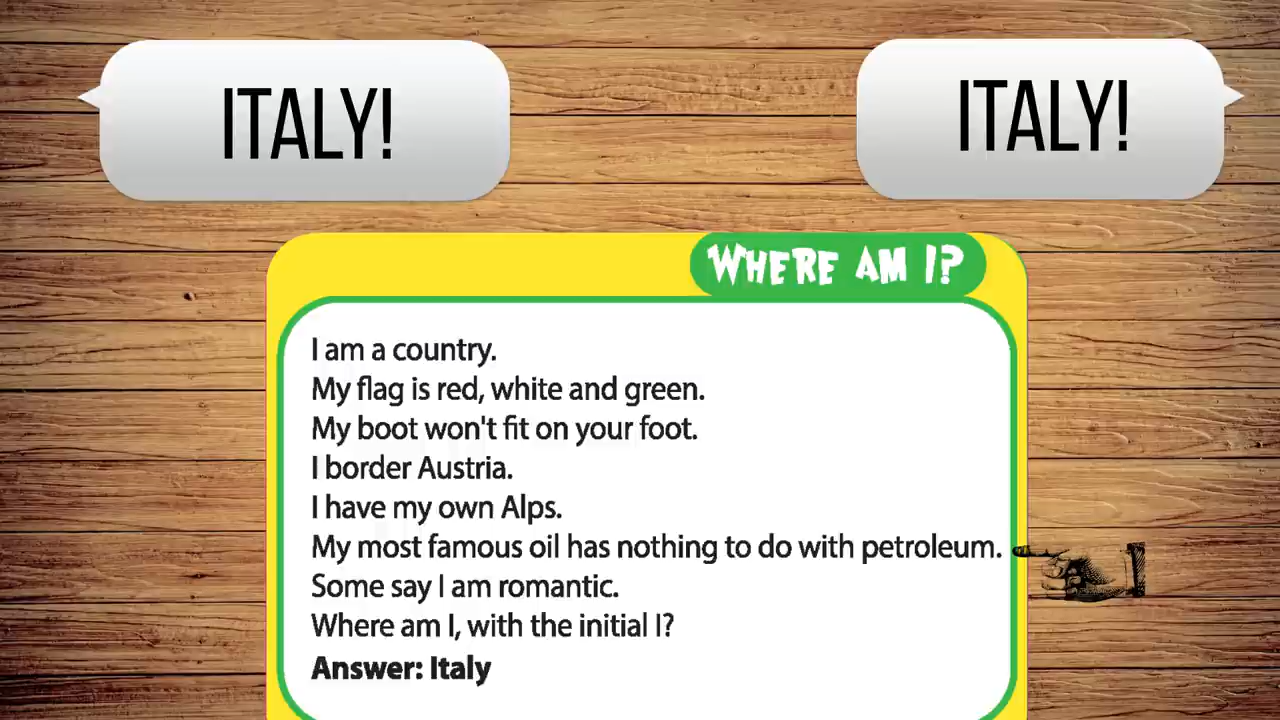 ITALY!
ITALY!
WHERE AM I?
I am a country.
My flag is red, white and green.
My boot won't fit on your foot.
I border Austria.
I have my own Alps.
My most famous oil has nothing to do with petroleum.
Some say I am romantic.
Where am I, with the initial I?
Answer: Italy